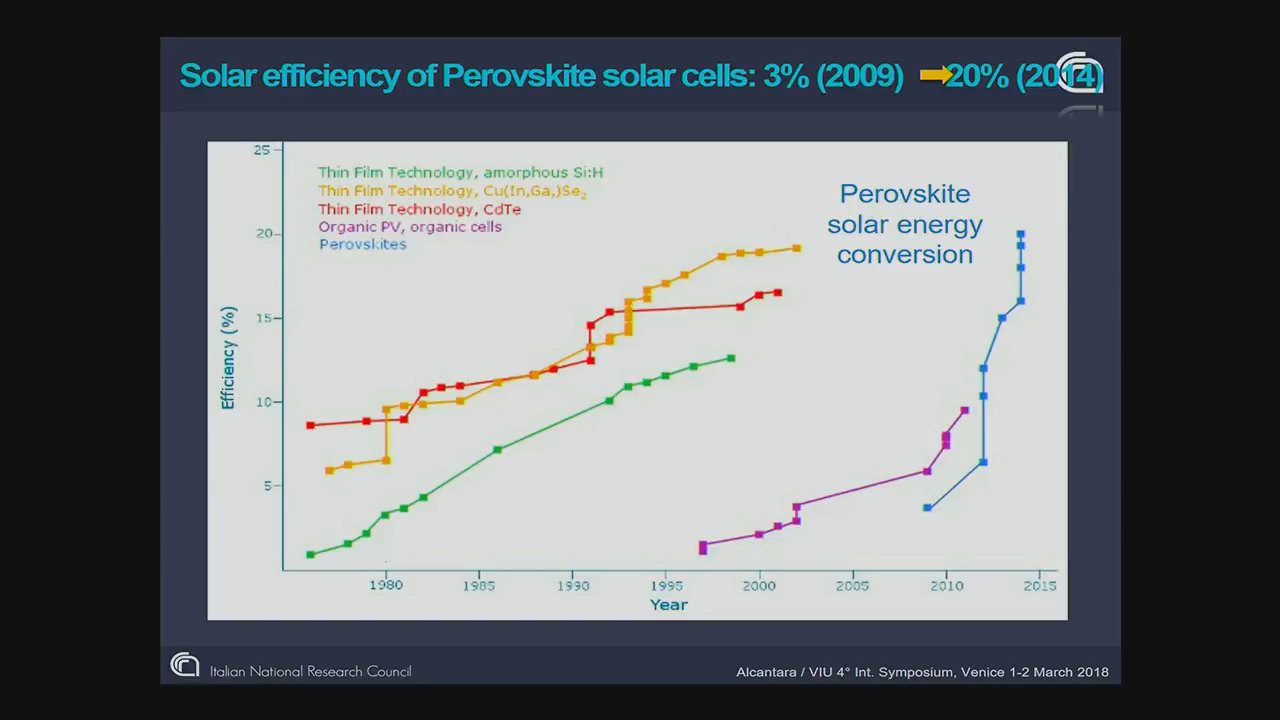 Solar efficiency of Perovskite solar cells: 3% (2009) 20% (2014)
25
20
15
10
5
Efficiency (%)
Thin Film Technology, amorphous Si:H
Thin Film Technology, Cu(In,Ga,)Se2
Thin Film Technology, CdTe
Organic PV, organic cells
Perovskites
Perovskite
solar energy
conversion
1980 1985 1990 1995 2000 2005 2010 2015
Year
Italian National Research Council
Alcantara / VIU 4° Int. Symposium, Venice 1-2 March 2018